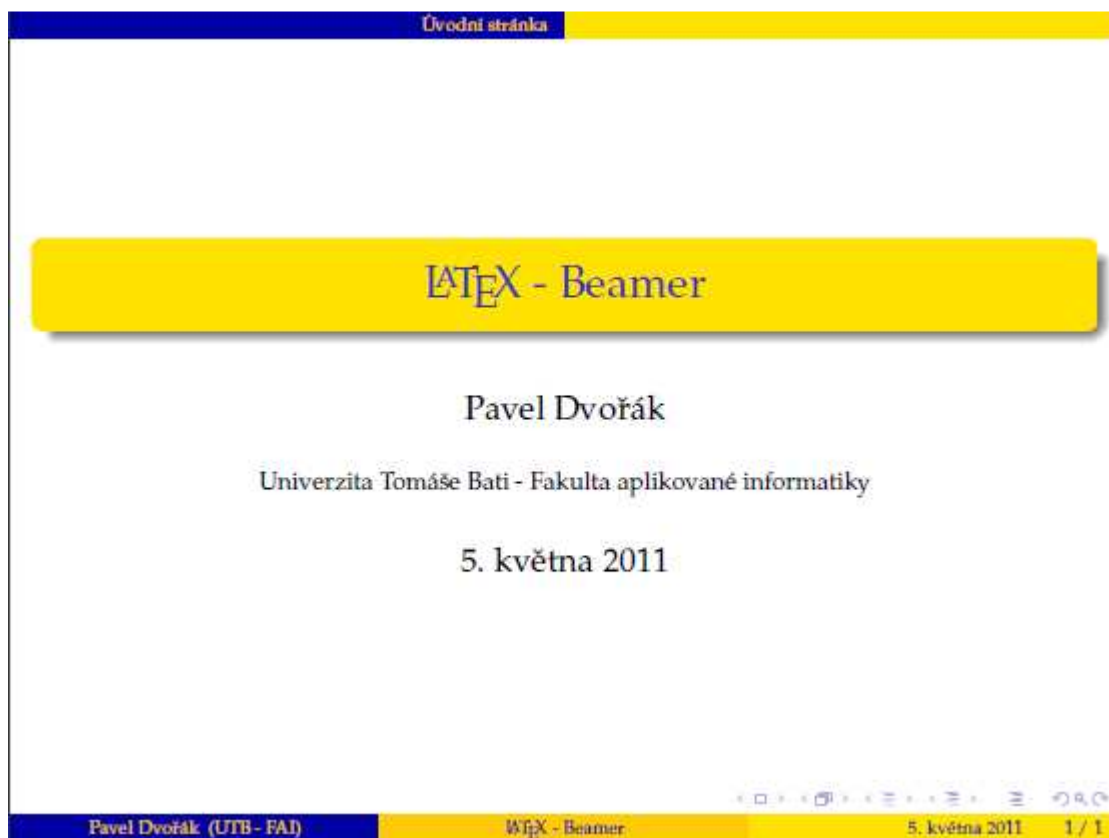 Úvodní stránka
LATEX - Beamer
Pavel Dvořák
Univerzita Tomáše Bati - Fakulta aplikované informatiky
5. května 2011
Pavel Dvořák (UTB - FAI) LATEX - Beamer 5. května 2011 1 / 1